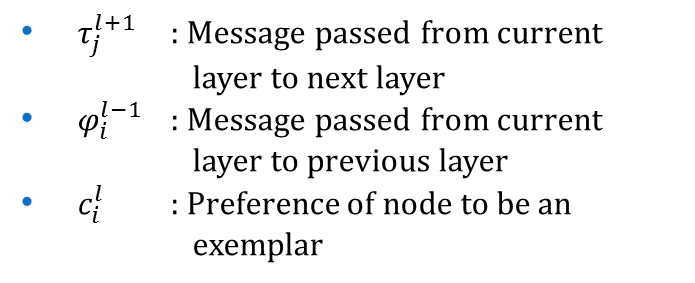 • τ_j^{l+1} : Message passed from current
layer to next layer
• φ_i^{l−1} : Message passed from current
layer to previous layer
• c_i^l : Preference of node to be an
exemplar